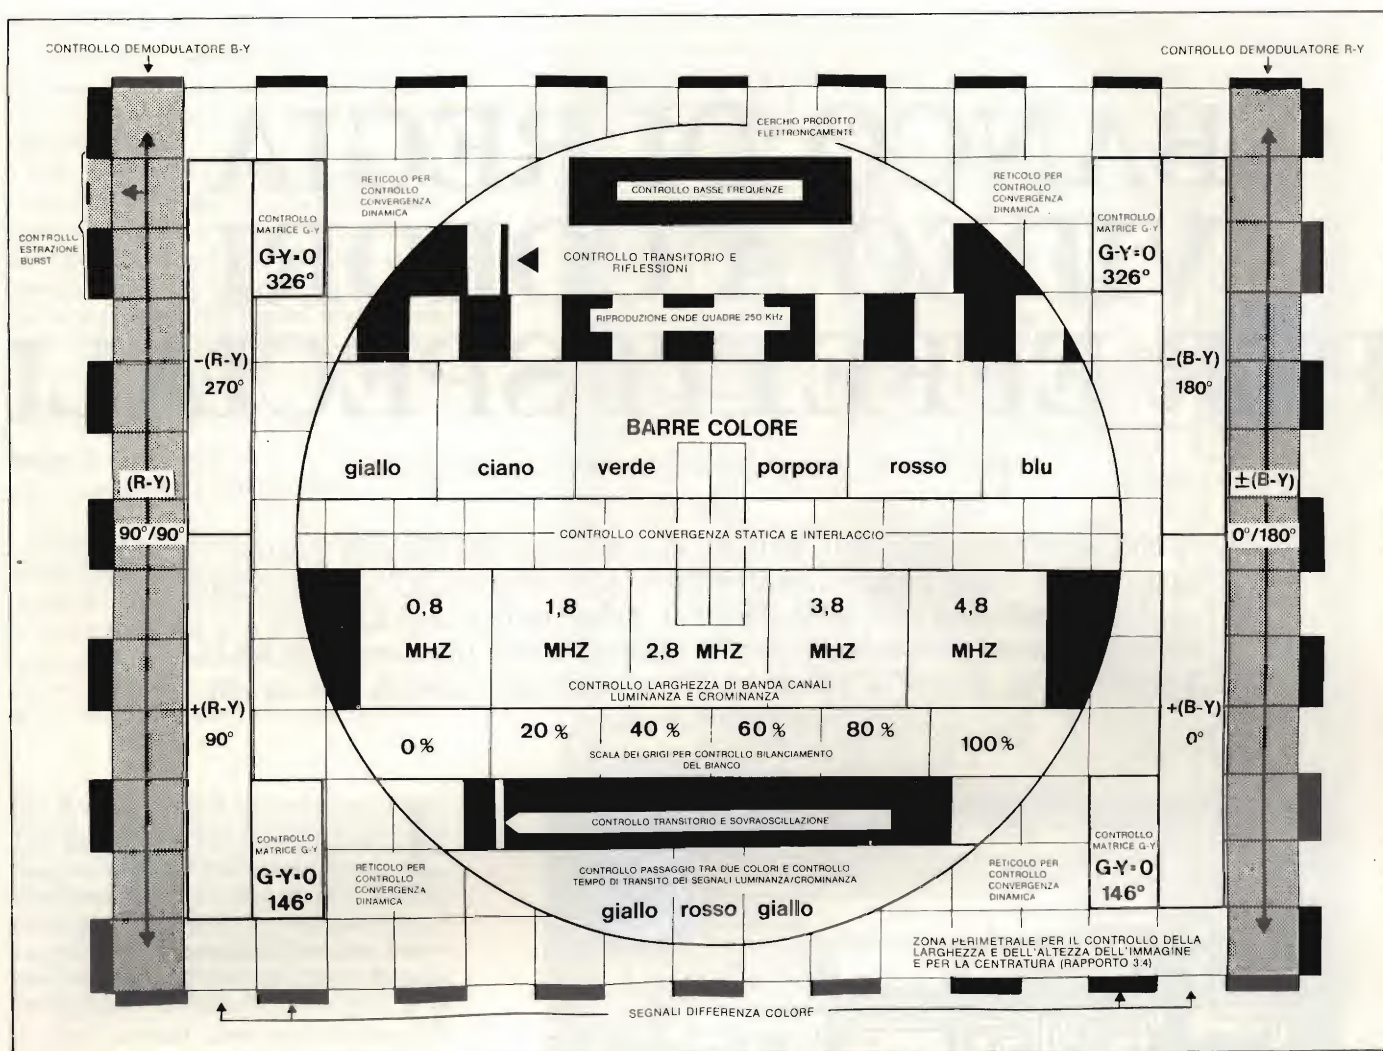 CONTROLLO DEMODULATORE B-Y
CONTROLLO DEMODULATORE R-Y
CERCHIO PRODOTTO
ELETTRONICAMENTE
RETICOLO PER
CONTROLLO
CONVERGENZA
DINAMICA
CONTROLLO BASSE FREQUENZE
RETICOLO PER
CONTROLLO
CONVERGENZA
DINAMICA
CONTROLLO
ESTRAZIONE
BURST
CONTROLLO
MATRICE G-Y
G-Y=0
326°
CONTROLLO TRANSITORIO E
RIFLESSIONI
CONTROLLO
MATRICE G-Y
G-Y=0
326°
RIPRODUZIONE ONDE QUADRE 250 KHz
-(R-Y)
270°
-(B-Y)
180°
BARRE COLORE
giallo ciano verde porpora rosso blu
(R-Y)
90°/90°
±(B-Y)
0°/180°
CONTROLLO CONVERGENZA STATICA E INTERLACCIO
0,8
MHZ
1,8
MHZ
2,8 MHZ
3,8
MHZ
4,8
MHZ
CONTROLLO LARGHEZZA DI BANDA CANALI
LUMINANZA E CROMINANZA
+(R-Y)
90°
+(B-Y)
0°
0% 20% 40% 60% 80% 100%
SCALA DEI GRIGI PER CONTROLLO BILANCIAMENTO
DEL BIANCO
CONTROLLO TRANSITORIO E SOVRAOSCILLAZIONE
CONTROLLO
MATRICE G-Y
G-Y=0
146°
RETICOLO PER
CONTROLLO
CONVERGENZA
DINAMICA
CONTROLLO PASSAGGIO TRA DUE COLORI E CONTROLLO
TEMPO DI TRANSITO DEI SEGNALI LUMINANZA/CROMINANZA
giallo rosso giallo
RETICOLO PER
CONTROLLO
CONVERGENZA
DINAMICA
CONTROLLO
MATRICE G-Y
G-Y=0
146°
ZONA PERIMETRALE PER IL CONTROLLO DELLA
LARGHEZZA E DELL'ALTEZZA DELL'IMMAGINE
E PER LA CENTRATURA (RAPPORTO 3.4)
SEGNALI DIFFERENZA COLORE